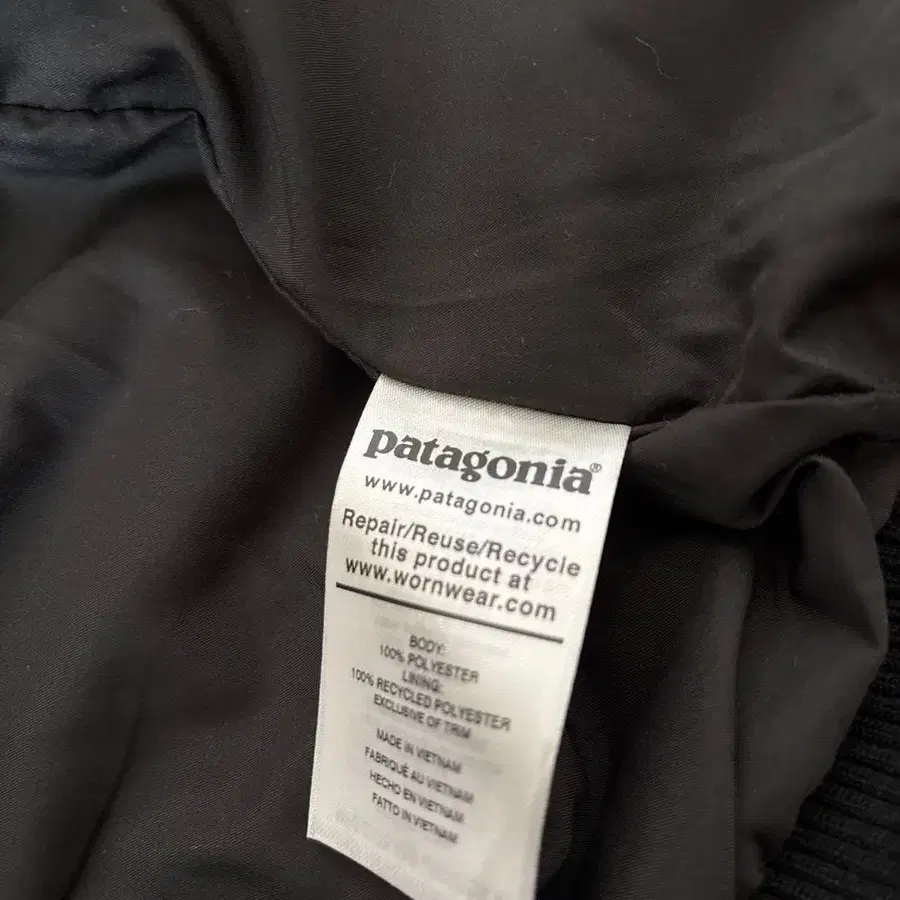 patagonia®
www.patagonia.com
Repair/Reuse/Recycle
this product at
www.wornwear.com
BODY:
100% POLYESTER
LINING:
100% RECYCLED POLYESTER
EXCLUSIVE OF TRIM
MADE IN VIETNAM
FABRIQUÉ AU VIETNAM
HECHO EN VIETNAM
FATTO IN VIETNAM